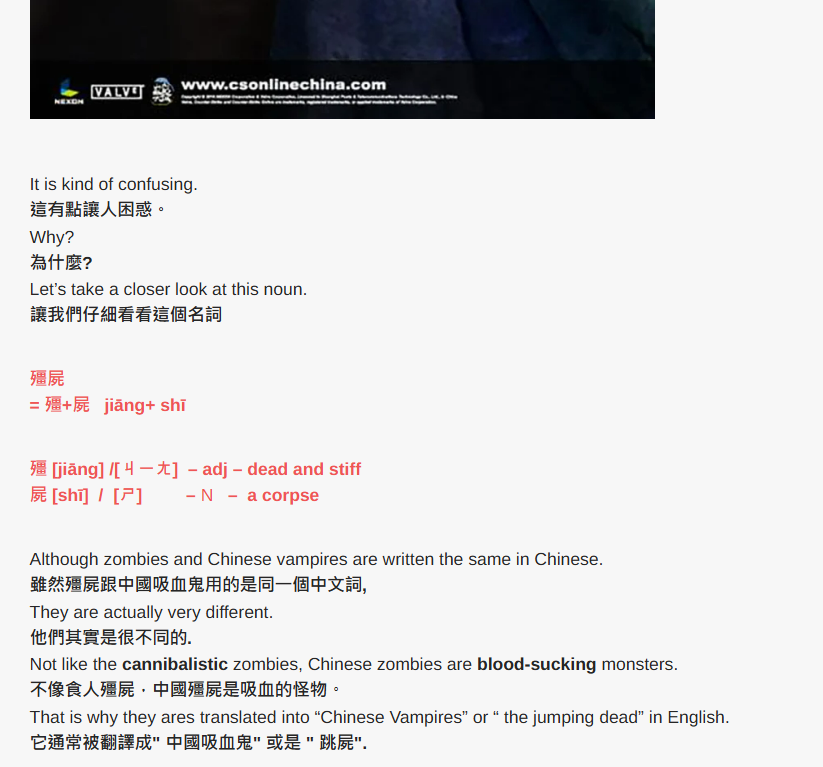 NEXON VALVE www.csonlinechina.com
It is kind of confusing.
這有點讓人困惑。
Why?
為什麼?
Let’s take a closer look at this noun.
讓我們仔細看看這個名詞
殭屍
= 殭+屍 jiāng+ shī
殭 [jiāng] /[ㄐㄧㄤ] – adj – dead and stiff
屍 [shī] / [ㄕ] – N – a corpse
Although zombies and Chinese vampires are written the same in Chinese.
雖然殭屍跟中國吸血鬼用的是同一個中文詞,
They are actually very different.
他們其實是很不同的.
Not like the cannibalistic zombies, Chinese zombies are blood-sucking monsters.
不像食人殭屍，中國殭屍是吸血的怪物。
That is why they ares translated into “Chinese Vampires” or “ the jumping dead” in English.
它通常被翻譯成" 中國吸血鬼" 或是 " 跳屍".